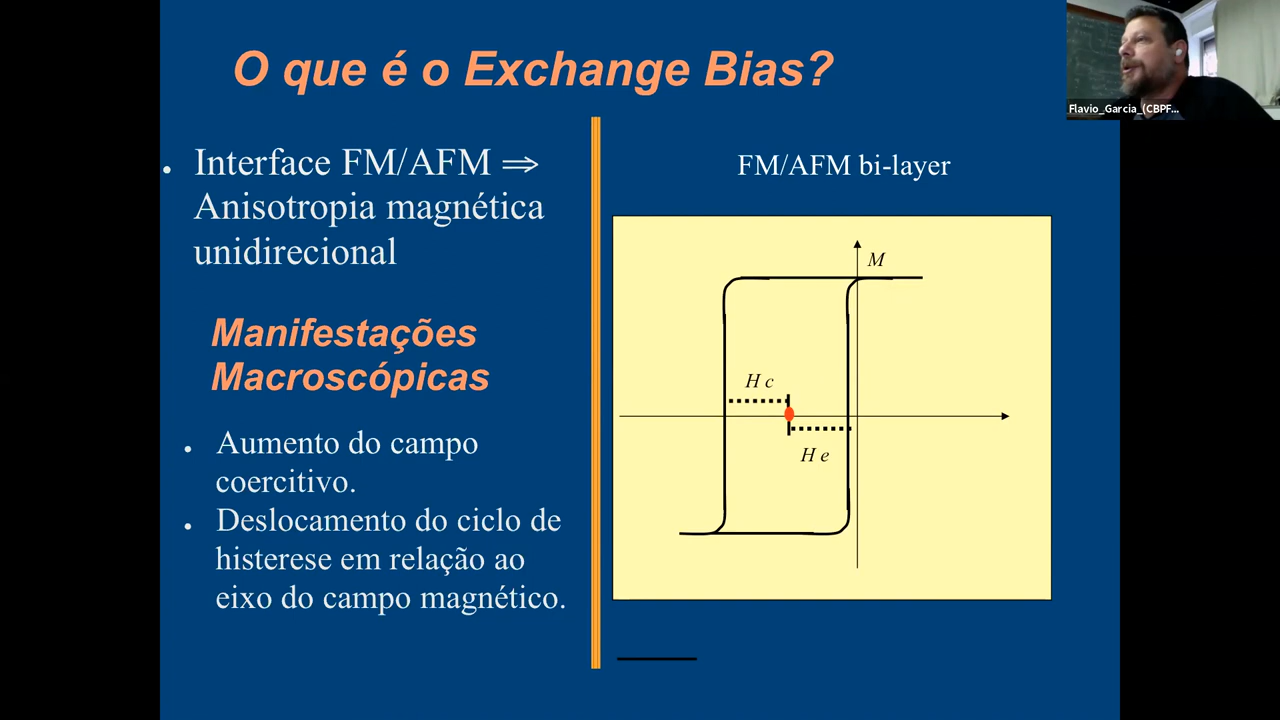 O que é o Exchange Bias?
Flavio_Garcia_(CBPF...
• Interface FM/AFM ⇒
Anisotropia magnética
unidirecional
Manifestações
Macroscópicas
• Aumento do campo
coercitivo.
• Deslocamento do ciclo de
histerese em relação ao
eixo do campo magnético.
FM/AFM bi-layer
M
H c
H e